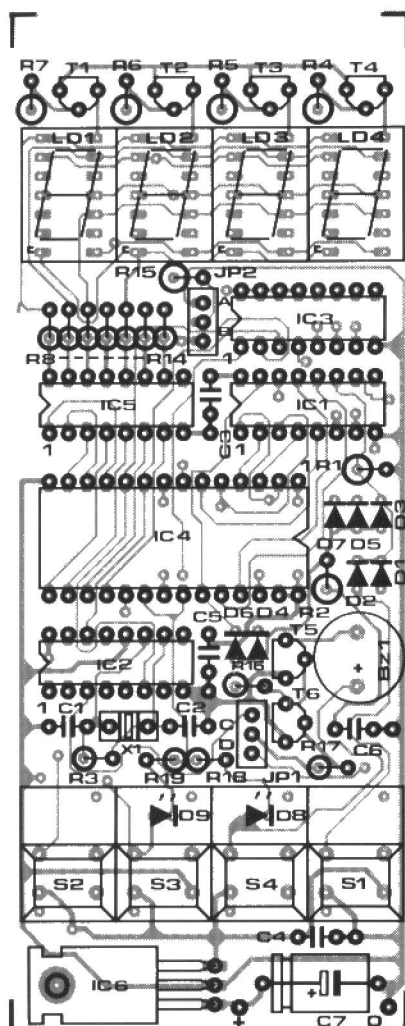 R7 T1 R6 T2 R5 T3 R4 T4
LD1 LD2 LD3 LD4
R15 JP2
A
B IC3
R8 R14 1
IC5 C3 IC1
1 1
R1
IC4 D3
D7 D5
D1
D2
C5 D6 D4 R2
T5
IC2 R16 Bz1
+
T6
1 C1 C2 C
X1 D R17 C6
R3 R19 R18 JP1
D9 D8
S2 S3 S4 S1
C4
IC6
+ C7 0
+